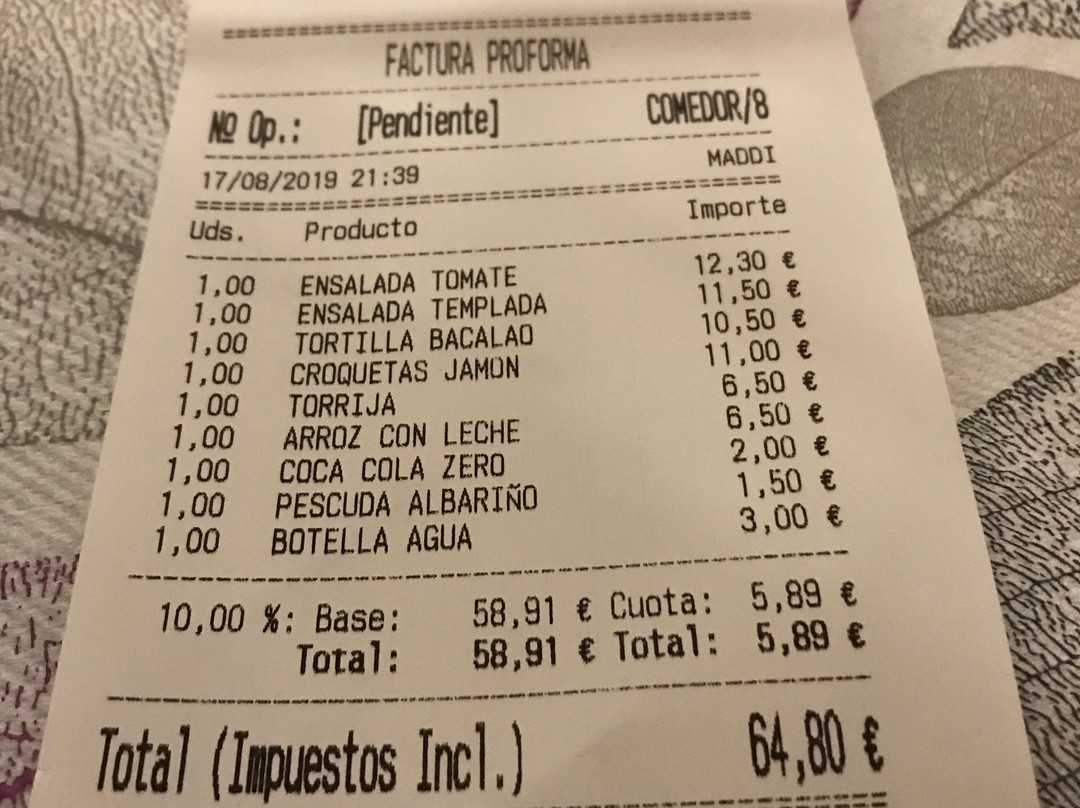 FACTURA PROFORMA
Nº Op.: [Pendiente] COMEDOR/8
17/08/2019 21:39 MADDI
Uds. Producto Importe
1,00 ENSALADA TOMATE 12,30 €
1,00 ENSALADA TEMPLADA 11,50 €
1,00 TORTILLA BACALAO 10,50 €
1,00 CROQUETAS JAMON 11,00 €
1,00 TORRIJA 6,50 €
1,00 ARROZ CON LECHE 6,50 €
1,00 COCA COLA ZERO 2,00 €
1,00 PESCUDA ALBARIÑO 1,50 €
1,00 BOTELLA AGUA 3,00 €
10,00 %: Base: 58,91 € Cuota: 5,89 €
Total: 58,91 € Total: 5,89 €
Total (Impuestos Incl.) 64,80 €